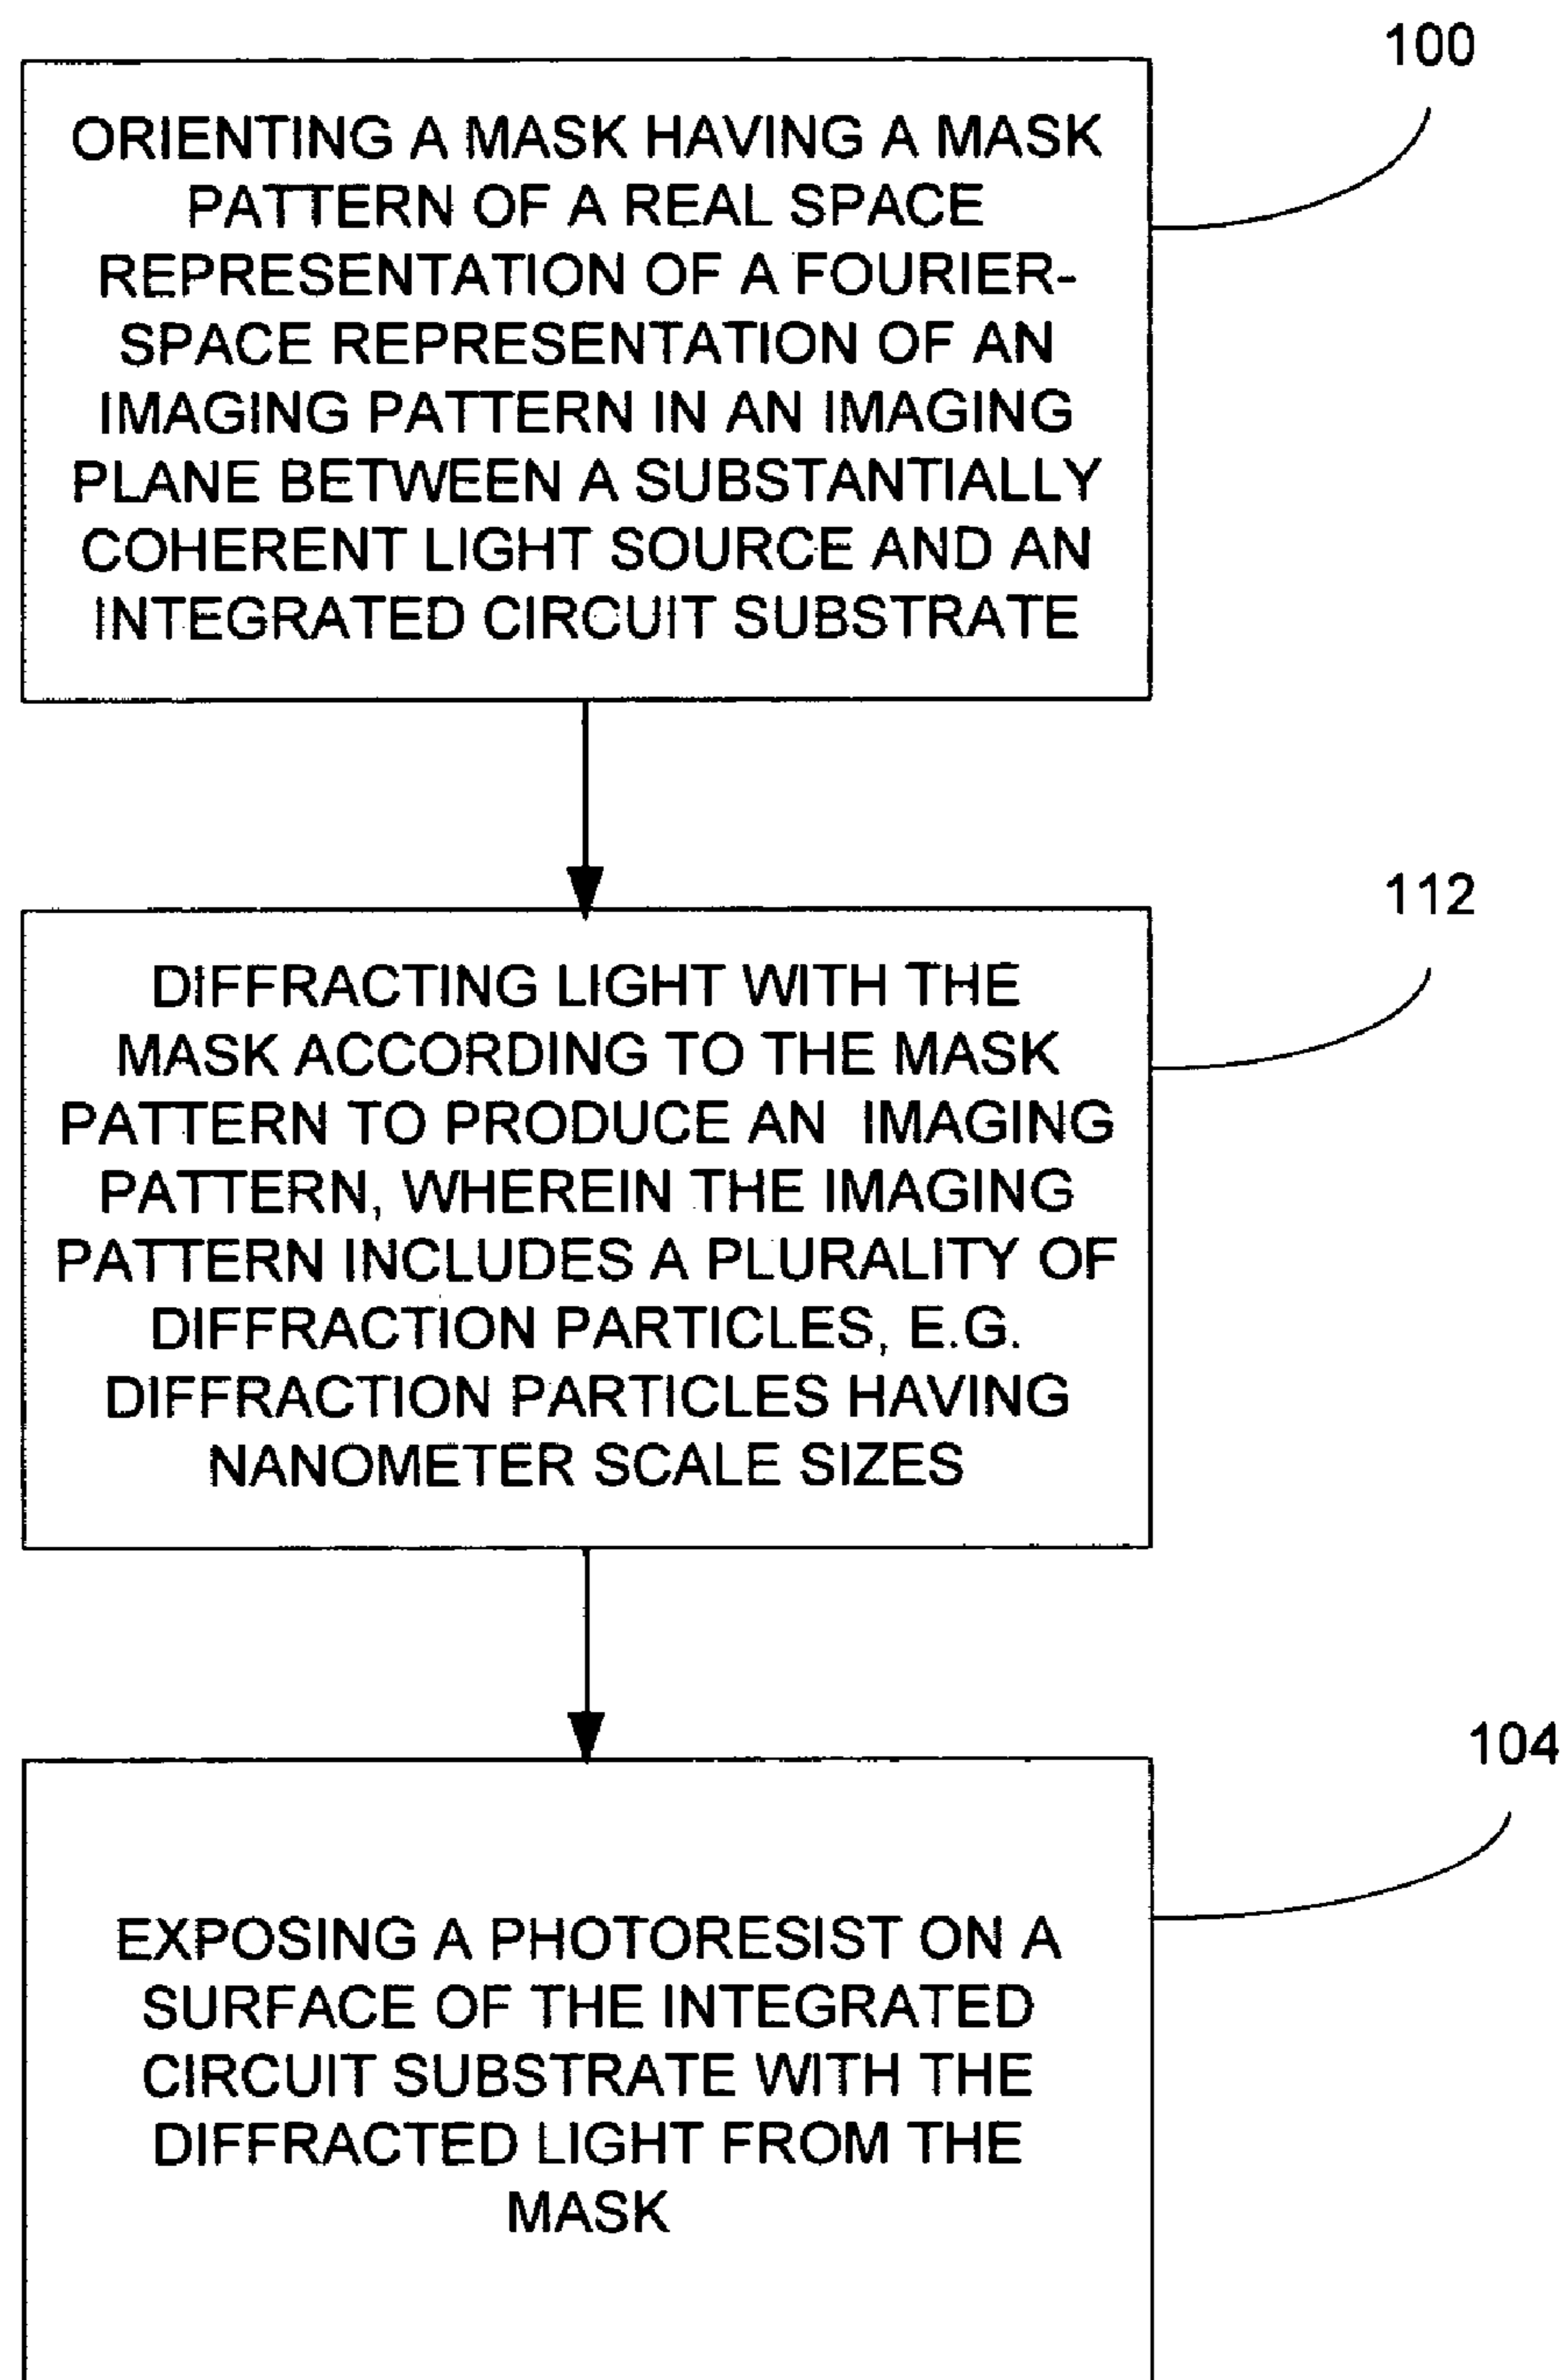 100
ORIENTING A MASK HAVING A MASK
PATTERN OF A REAL SPACE
REPRESENTATION OF A FOURIER-
SPACE REPRESENTATION OF AN
IMAGING PATTERN IN AN IMAGING
PLANE BETWEEN A SUBSTANTIALLY
COHERENT LIGHT SOURCE AND AN
INTEGRATED CIRCUIT SUBSTRATE
112
DIFFRACTING LIGHT WITH THE
MASK ACCORDING TO THE MASK
PATTERN TO PRODUCE AN IMAGING
PATTERN, WHEREIN THE IMAGING
PATTERN INCLUDES A PLURALITY OF
DIFFRACTION PARTICLES, E.G.
DIFFRACTION PARTICLES HAVING
NANOMETER SCALE SIZES
104
EXPOSING A PHOTORESIST ON A
SURFACE OF THE INTEGRATED
CIRCUIT SUBSTRATE WITH THE
DIFFRACTED LIGHT FROM THE
MASK